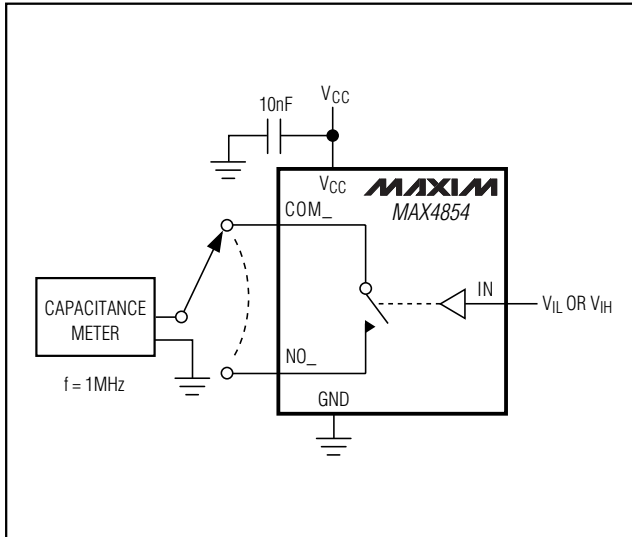 10nF
VCC
VCC
MAXIM
MAX4854
COM_
IN
VIL OR VIH
CAPACITANCE
METER
f = 1MHz
NO_
GND